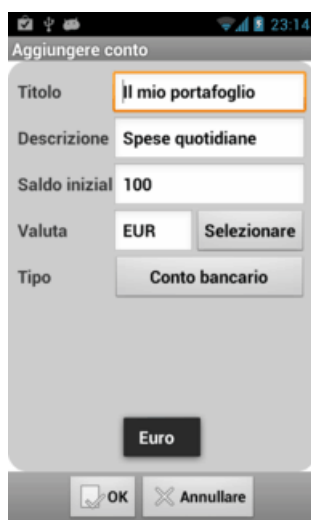 23:14
Aggiungere conto
Titolo Il mio portafoglio
Descrizione Spese quotidiane
Saldo inizial 100
Valuta EUR Selezionare
Tipo Conto bancario
Euro
OK Annullare